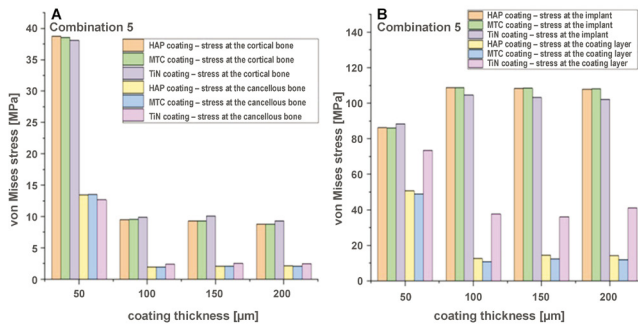 A
Combination 5
HAP coating – stress at the cortical bone
MTC coating – stress at the cortical bone
TiN coating – stress at the cortical bone
HAP coating – stress at the cancellous bone
MTC coating – stress at the cancellous bone
TiN coating – stress at the cancellous bone
von Mises stress [MPa]
40
35
30
25
20
15
10
5
0
50
100
150
200
coating thickness [µm]
B
Combination 5
HAP coating – stress at the implant
MTC coating – stress at the implant
TiN coating – stress at the implant
HAP coating – stress at the coating layer
MTC coating – stress at the coating layer
TiN coating – stress at the coating layer
von Mises stress [MPa]
140
120
100
80
60
40
20
0
50
100
150
200
coating thickness [µm]